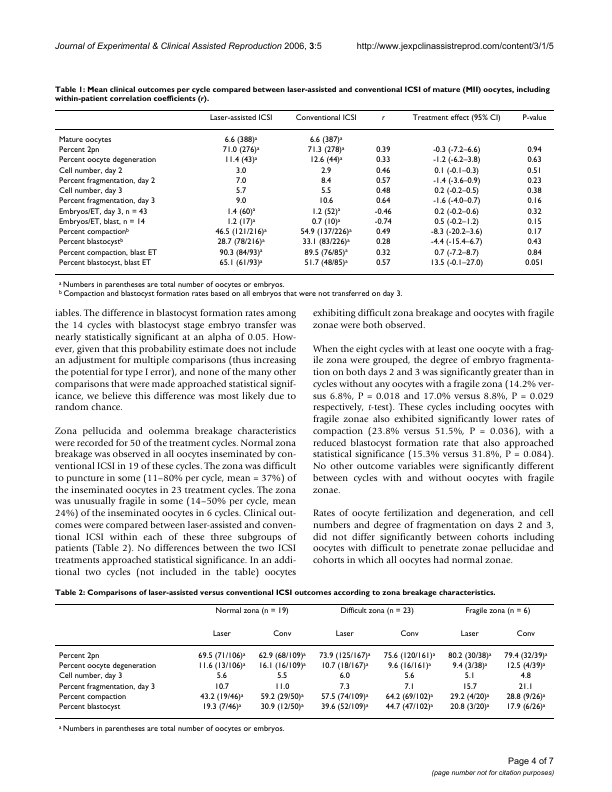 Journal of Experimental & Clinical Assisted Reproduction 2006, 3:5 http://www.jexpclinassistreprod.com/content/3/1/5
Table 1: Mean clinical outcomes per cycle compared between laser-assisted and conventional ICSI of mature (MII) oocytes, including
within-patient correlation coefficients (r).
Laser-assisted ICSI Conventional ICSI r Treatment effect (95% CI) P-value
Mature oocytes 6.6 (388)a 6.6 (387)a
Percent 2pn 71.0 (276)a 71.3 (278)a 0.39 -0.3 (-7.2–6.6) 0.94
Percent oocyte degeneration 11.4 (43)a 12.6 (44)a 0.33 -1.2 (-6.2–3.8) 0.63
Cell number, day 2 3.0 2.9 0.46 0.1 (-0.1–0.3) 0.51
Percent fragmentation, day 2 7.0 8.4 0.57 -1.4 (-3.6–0.9) 0.23
Cell number, day 3 5.7 5.5 0.48 0.2 (-0.2–0.5) 0.38
Percent fragmentation, day 3 9.0 10.6 0.64 -1.6 (-4.0–0.7) 0.16
Embryos/ET, day 3, n = 43 1.4 (60)a 1.2 (52)a -0.46 0.2 (-0.2–0.6) 0.32
Embryos/ET, blast, n = 14 1.2 (17)a 0.7 (10)a -0.74 0.5 (-0.2–1.2) 0.15
Percent compactionb 46.5 (121/216)a 54.9 (137/226)a 0.49 -8.3 (-20.2–3.6) 0.17
Percent blastocystb 28.7 (78/216)a 33.1 (83/226)a 0.28 -4.4 (-15.4–6.7) 0.43
Percent compaction, blast ET 90.3 (84/93)a 89.5 (76/85)a 0.32 0.7 (-7.2–8.7) 0.84
Percent blastocyst, blast ET 65.1 (61/93)a 51.7 (48/85)a 0.57 13.5 (-0.1–27.0) 0.051
a Numbers in parentheses are total number of oocytes or embryos.
b Compaction and blastocyst formation rates based on all embryos that were not transferred on day 3.
iables. The difference in blastocyst formation rates among
the 14 cycles with blastocyst stage embryo transfer was
nearly statistically significant at an alpha of 0.05. How-
ever, given that this probability estimate does not include
an adjustment for multiple comparisons (thus increasing
the potential for type I error), and none of the many other
comparisons that were made approached statistical signif-
icance, we believe this difference was most likely due to
random chance.
Zona pellucida and oolemma breakage characteristics
were recorded for 50 of the treatment cycles. Normal zona
breakage was observed in all oocytes inseminated by con-
ventional ICSI in 19 of these cycles. The zona was difficult
to puncture in some (11–80% per cycle, mean = 37%) of
the inseminated oocytes in 23 treatment cycles. The zona
was unusually fragile in some (14–50% per cycle, mean
24%) of the inseminated oocytes in 6 cycles. Clinical out-
comes were compared between laser-assisted and conven-
tional ICSI within each of these three subgroups of
patients (Table 2). No differences between the two ICSI
treatments approached statistical significance. In an addi-
tional two cycles (not included in the table) oocytes
exhibiting difficult zona breakage and oocytes with fragile
zonae were both observed.
When the eight cycles with at least one oocyte with a frag-
ile zona were grouped, the degree of embryo fragmenta-
tion on both days 2 and 3 was significantly greater than in
cycles without any oocytes with a fragile zona (14.2% ver-
sus 6.8%, P = 0.018 and 17.0% versus 8.8%, P = 0.029
respectively, t-test). These cycles including oocytes with
fragile zonae also exhibited significantly lower rates of
compaction (23.8% versus 51.5%, P = 0.036), with a
reduced blastocyst formation rate that also approached
statistical significance (15.3% versus 31.8%, P = 0.084).
No other outcome variables were significantly different
between cycles with and without oocytes with fragile
zonae.
Rates of oocyte fertilization and degeneration, and cell
numbers and degree of fragmentation on days 2 and 3,
did not differ significantly between cohorts including
oocytes with difficult to penetrate zonae pellucidae and
cohorts in which all oocytes had normal zonae.
Table 2: Comparisons of laser-assisted versus conventional ICSI outcomes according to zona breakage characteristics.
Normal zona (n = 19) Difficult zona (n = 23) Fragile zona (n = 6)
Laser Conv Laser Conv Laser Conv
Percent 2pn 69.5 (71/106)a 62.9 (68/109)a 73.9 (125/167)a 75.6 (120/161)a 80.2 (30/38)a 79.4 (32/39)a
Percent oocyte degeneration 11.6 (13/106)a 16.1 (16/109)a 10.7 (18/167)a 9.6 (16/161)a 9.4 (3/38)a 12.5 (4/39)a
Cell number, day 3 5.6 5.5 6.0 5.6 5.1 4.8
Percent fragmentation, day 3 10.7 11.0 7.3 7.1 15.7 21.1
Percent compaction 43.2 (19/46)a 59.2 (29/50)a 57.5 (74/109)a 64.2 (69/102)a 29.2 (4/20)a 28.8 (9/26)a
Percent blastocyst 19.3 (7/46)a 30.9 (12/50)a 39.6 (52/109)a 44.7 (47/102)a 20.8 (3/20)a 17.9 (6/26)a
a Numbers in parentheses are total number of oocytes or embryos.
Page 4 of 7
(page number not for citation purposes)